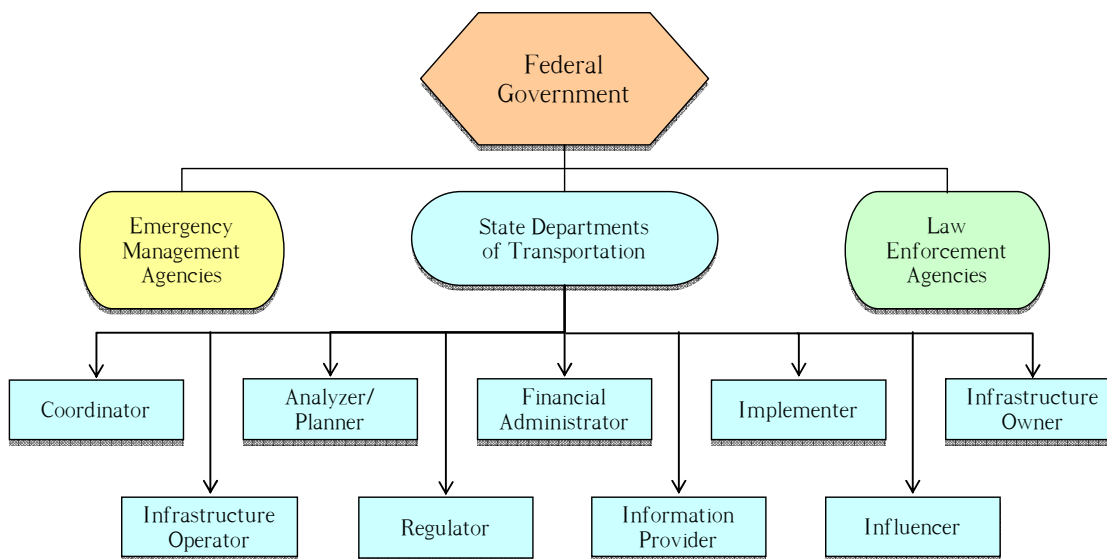 Federal
Government
Emergency
Management
Agencies
State Departments
of Transportation
Law
Enforcement
Agencies
Coordinator
Analyzer/
Planner
Financial
Administrator
Implementer
Infrastructure
Owner
Infrastructure
Operator
Regulator
Information
Provider
Influencer